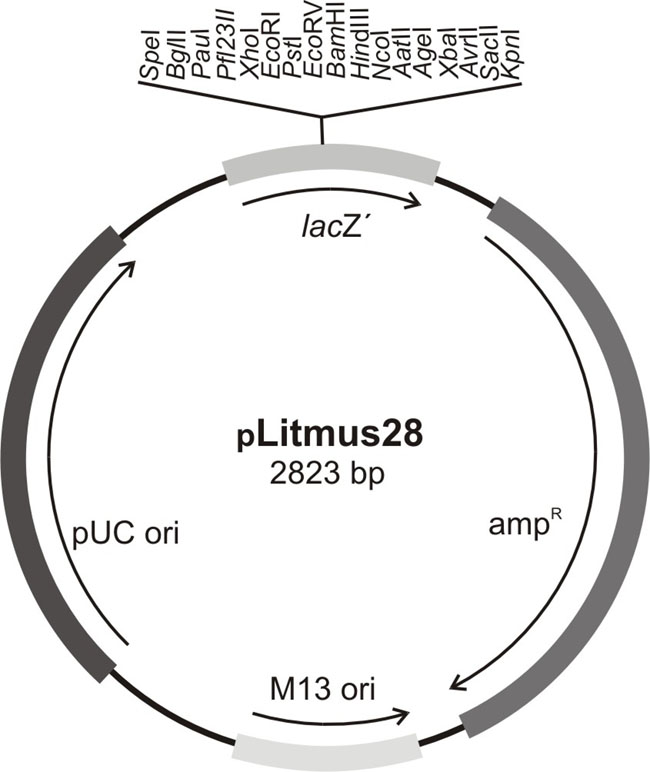 SpeI
BglII
PauI
Pfl23II
XhoI
EcoRI
PstI
EcoRV
BamHI
HindIII
NcoI
AatII
AgeI
XbaI
AvrII
SacII
KpnI
lacZ´
pLitmus28
2823 bp
pUC ori
ampᴿ
M13 ori